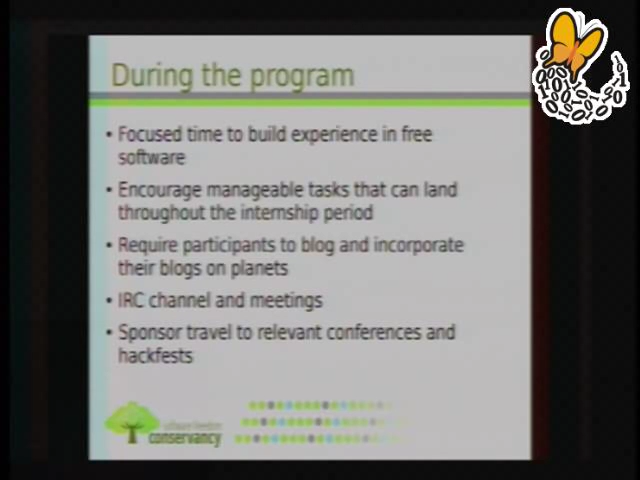 During the program
• Focused time to build experience in free
software
• Encourage manageable tasks that can land
throughout the internship period
• Require participants to blog and incorporate
their blogs on planets
• IRC channel and meetings
• Sponsor travel to relevant conferences and
hackfests
software freedom
conservancy